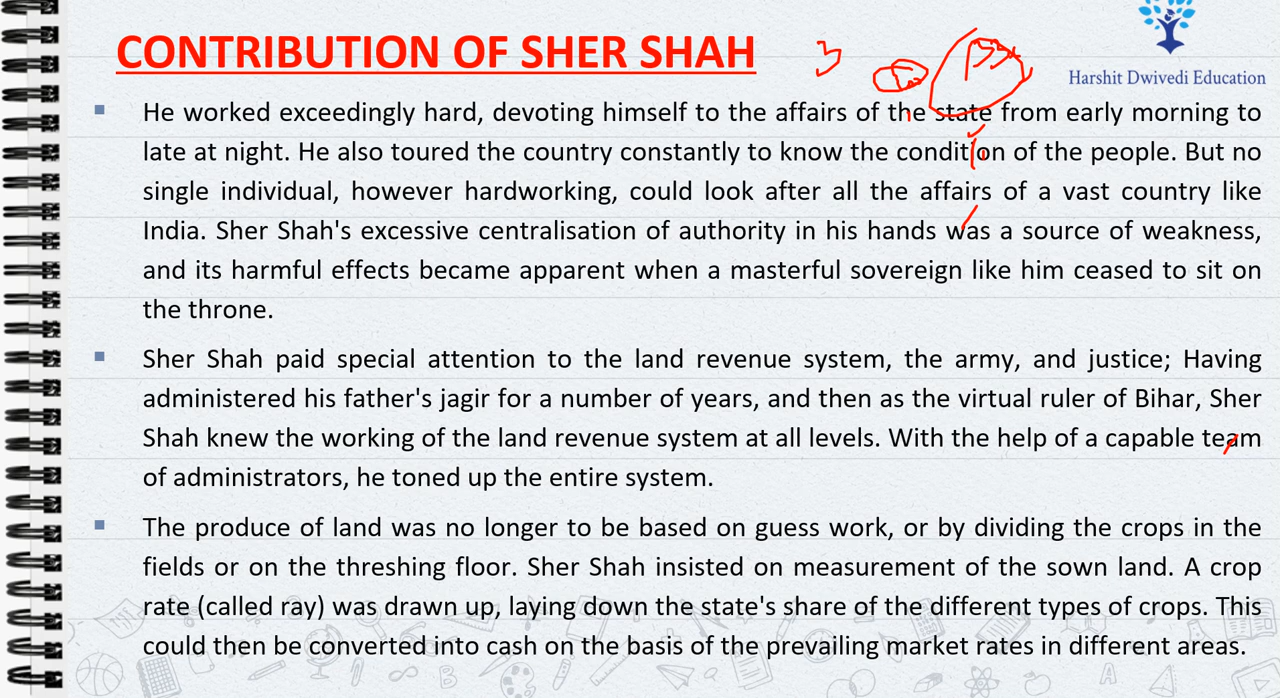 CONTRIBUTION OF SHER SHAH
3
Harshit Dwivedi Education
▪ He worked exceedingly hard, devoting himself to the affairs of the state from early morning to
late at night. He also toured the country constantly to know the condition of the people. But no
single individual, however hardworking, could look after all the affairs of a vast country like
India. Sher Shah's excessive centralisation of authority in his hands was a source of weakness,
and its harmful effects became apparent when a masterful sovereign like him ceased to sit on
the throne.
▪ Sher Shah paid special attention to the land revenue system, the army, and justice; Having
administered his father's jagir for a number of years, and then as the virtual ruler of Bihar, Sher
Shah knew the working of the land revenue system at all levels. With the help of a capable team
of administrators, he toned up the entire system.
▪ The produce of land was no longer to be based on guess work, or by dividing the crops in the
fields or on the threshing floor. Sher Shah insisted on measurement of the sown land. A crop
rate (called ray) was drawn up, laying down the state's share of the different types of crops. This
could then be converted into cash on the basis of the prevailing market rates in different areas.